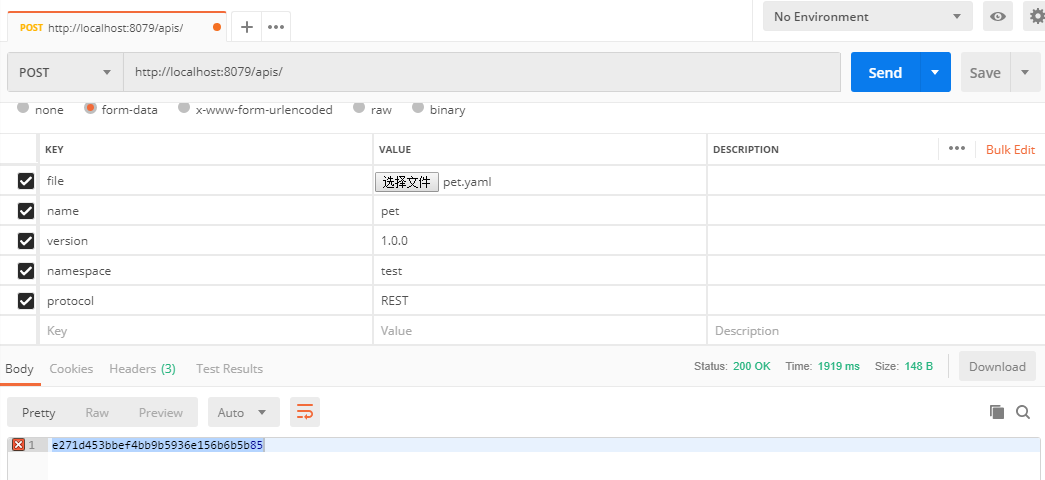 POST http://localhost:8079/apis/ + ••• No Environment
POST http://localhost:8079/apis/ Send Save
none form-data x-www-form-urlencoded raw binary
KEY VALUE DESCRIPTION ••• Bulk Edit
file 选择文件 pet.yaml
name pet
version 1.0.0
namespace test
protocol REST
Key Value Description
Body Cookies Headers (3) Test Results Status: 200 OK Time: 1919 ms Size: 148 B Download
Pretty Raw Preview Auto
1 e271d453bbef4bb9b5936e156b6b5b85